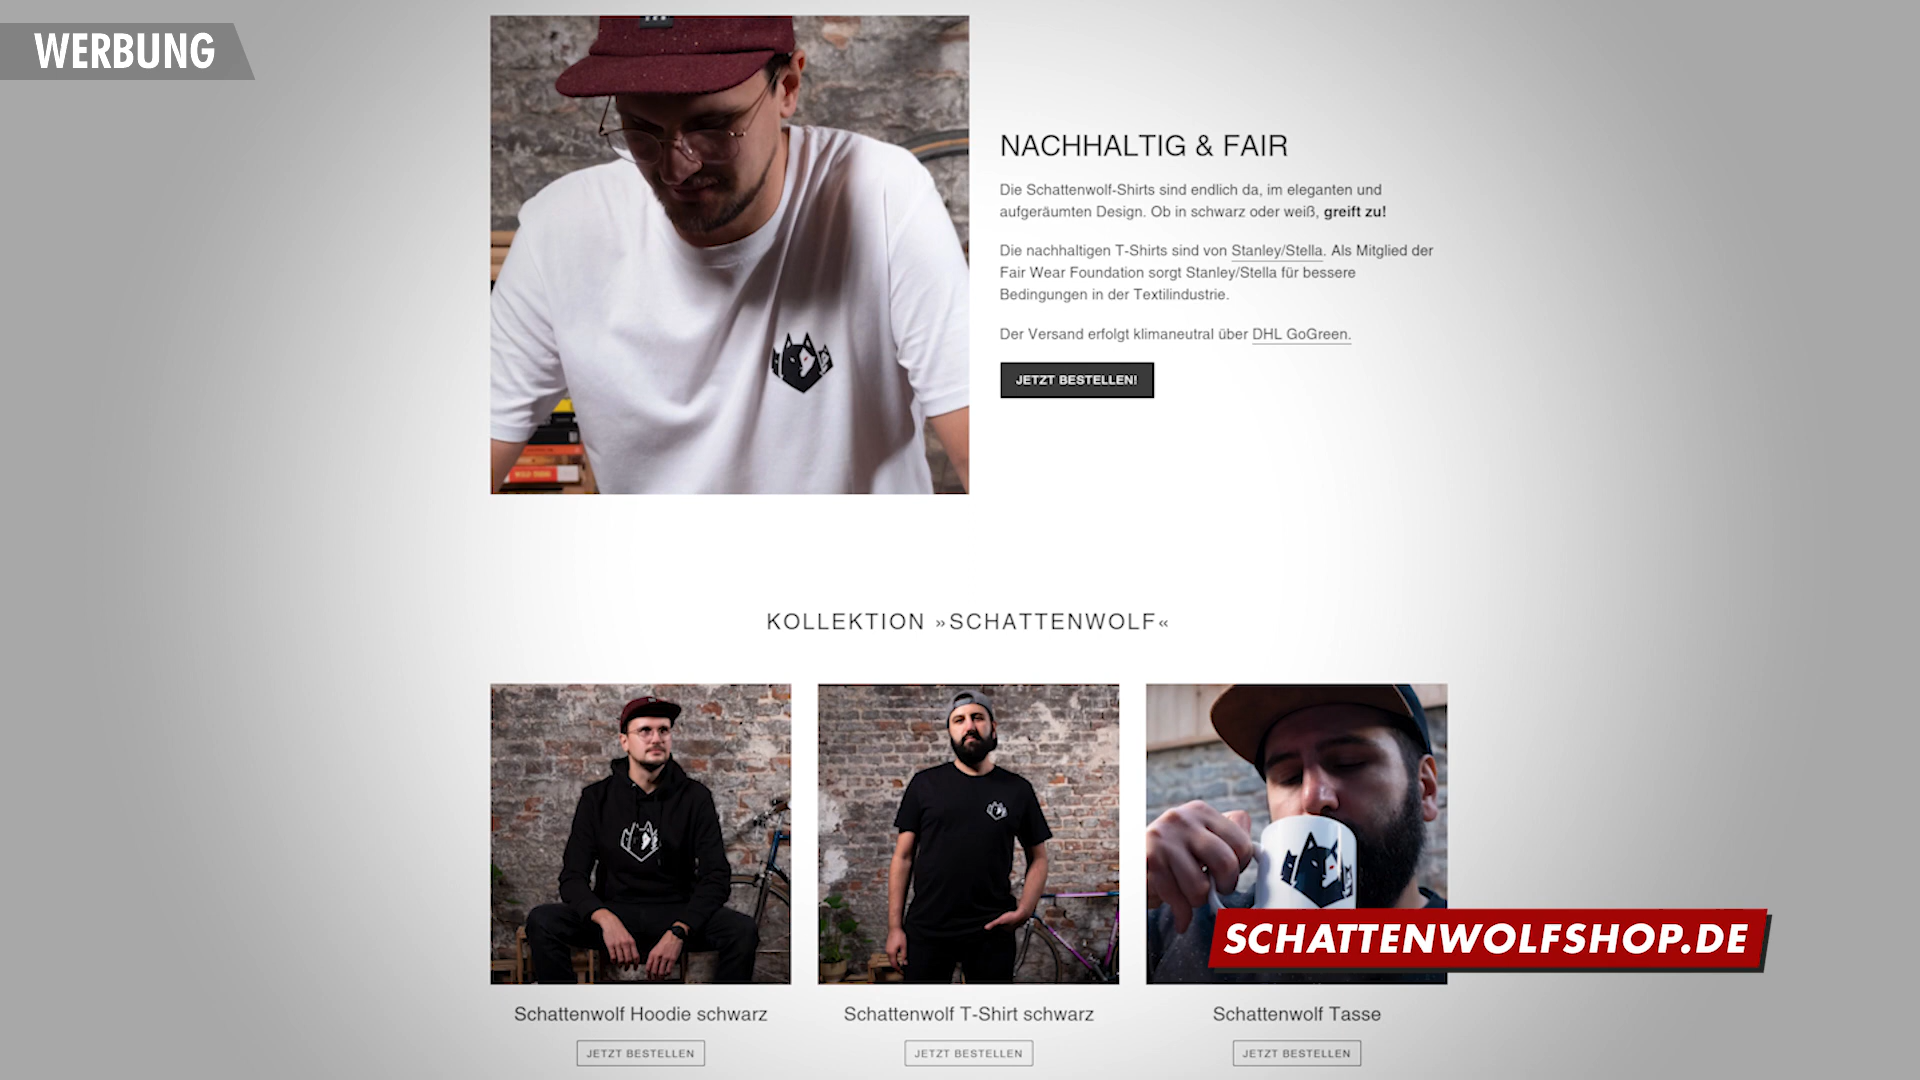 WERBUNG
NACHHALTIG & FAIR
Die Schattenwolf-Shirts sind endlich da, im eleganten und
aufgeräumten Design. Ob in schwarz oder weiß, greift zu!
Die nachhaltigen T-Shirts sind von Stanley/Stella. Als Mitglied der
Fair Wear Foundation sorgt Stanley/Stella für bessere
Bedingungen in der Textilindustrie.
Der Versand erfolgt klimaneutral über DHL GoGreen.
JETZT BESTELLEN!
KOLLEKTION »SCHATTENWOLF«
SCHATTENWOLFSHOP.DE
Schattenwolf Hoodie schwarz
Schattenwolf T-Shirt schwarz
Schattenwolf Tasse
JETZT BESTELLEN
JETZT BESTELLEN
JETZT BESTELLEN